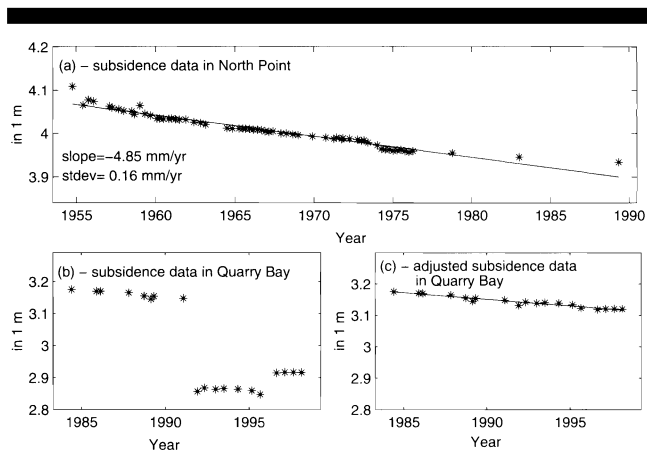 (a) – subsidence data in North Point
4.2
4.1
4
3.9
in 1 m
slope=−4.85 mm/yr
stdev= 0.16 mm/yr
1955 1960 1965 1970 1975 1980 1985 1990
Year
(b) – subsidence data in Quarry Bay
3.2
3.1
3
2.9
2.8
in 1 m
1985 1990 1995
Year
(c) – adjusted subsidence data
in Quarry Bay
3.2
3.1
3
2.9
2.8
in 1 m
1985 1990 1995
Year